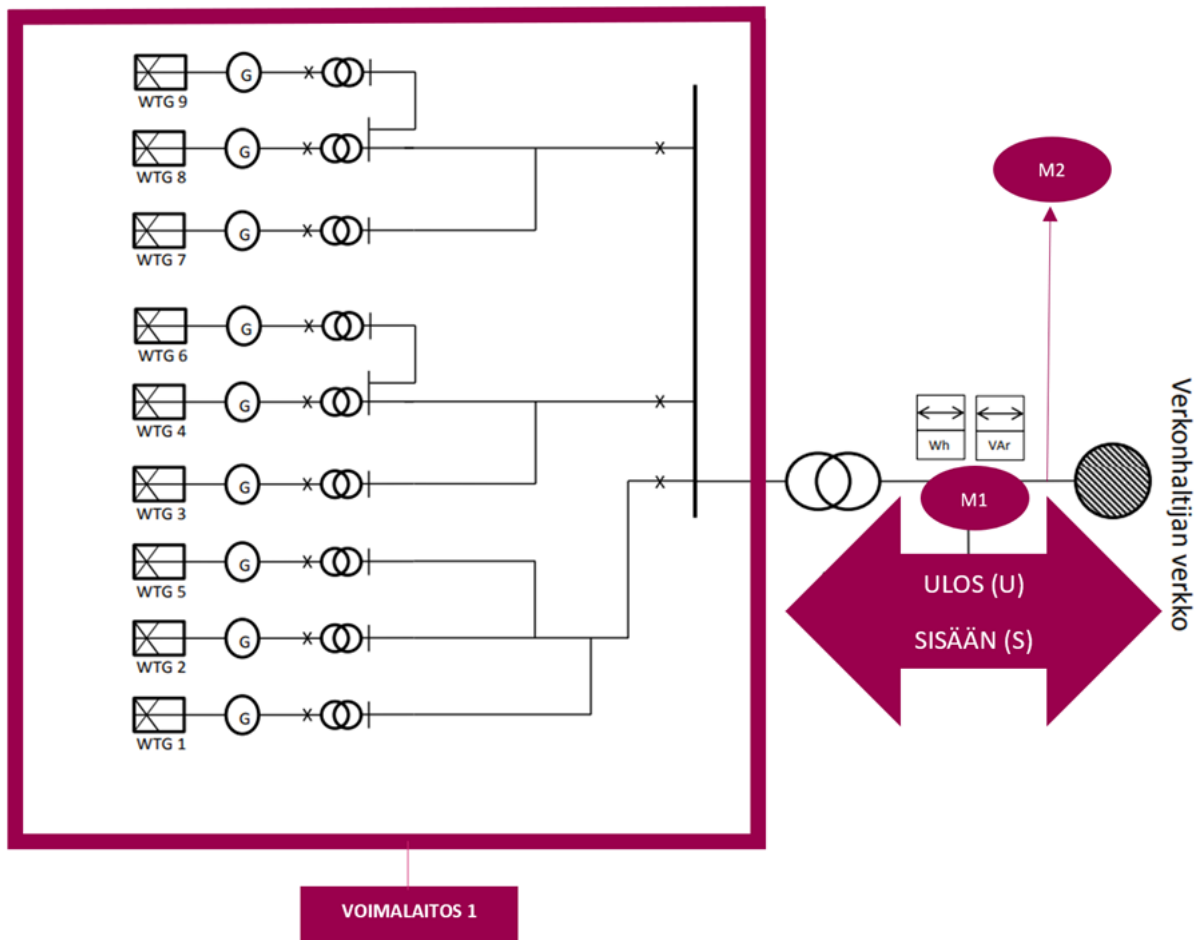 G
WTG 9
G
WTG 8
G
WTG 7
G
WTG 6
G
WTG 4
G
WTG 3
G
WTG 5
G
WTG 2
G
WTG 1
M2
Wh
VAr
M1
ULOS (U)
SISÄÄN (S)
Verkonhaltijan verkko
VOIMALAITOS 1